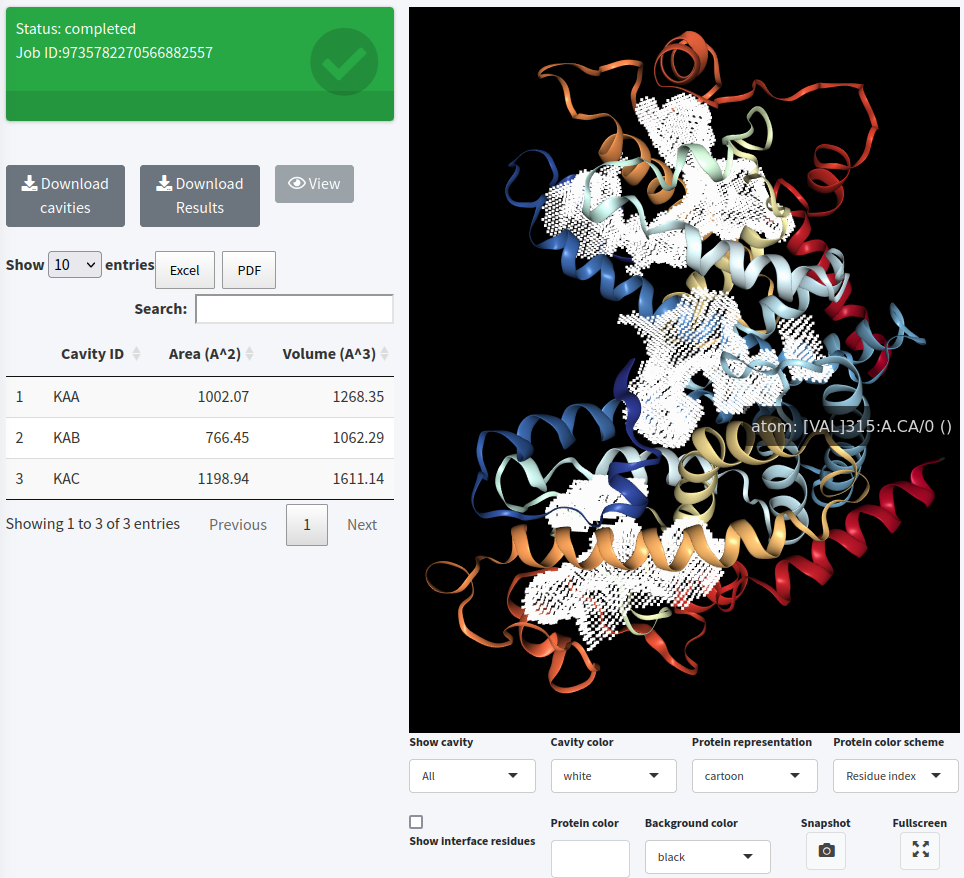 Status: completed
Job ID:9735782270566882557
Download cavities
Download Results
View
Show 10 entries
Excel
PDF
Search:
Cavity ID Area (A^2) Volume (A^3)
1 KAA 1002.07 1268.35
2 KAB 766.45 1062.29
3 KAC 1198.94 1611.14
Showing 1 to 3 of 3 entries
Previous 1 Next
atom: [VAL]315:A.CA/0 ()
Show cavity
All
Cavity color
white
Protein representation
cartoon
Protein color scheme
Residue index
Show interface residues
Protein color
Background color
black
Snapshot
Fullscreen